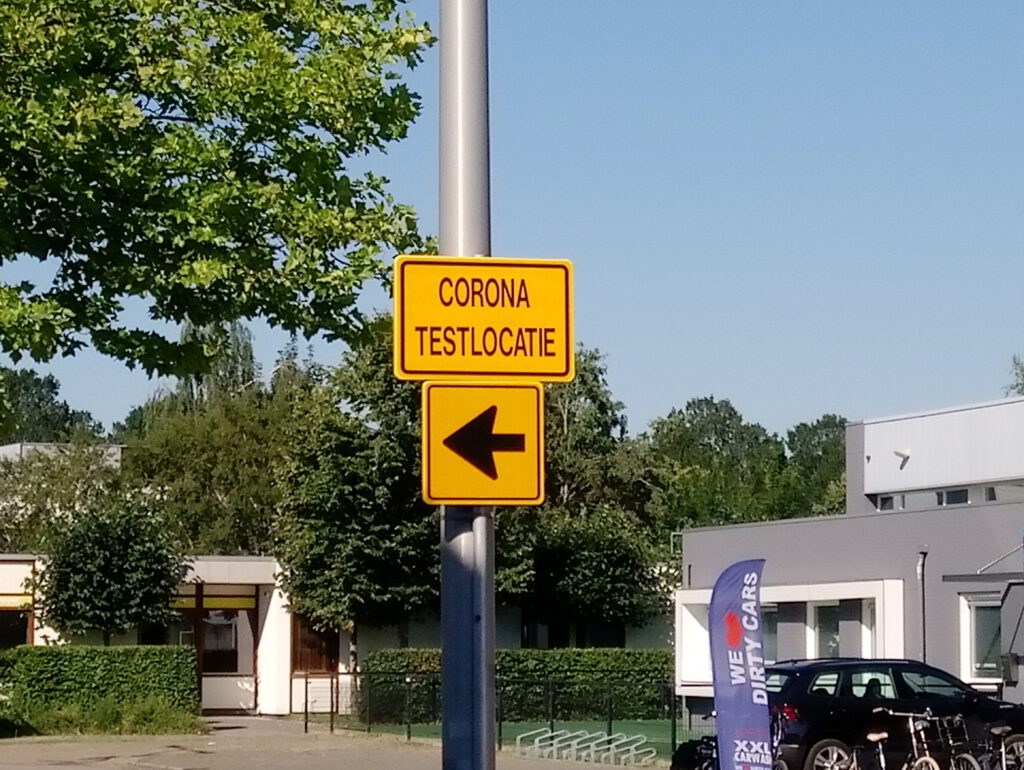 CORONA
TESTLOCATIE
WE ❤
DIRTY CARS
XXL
CARWASH